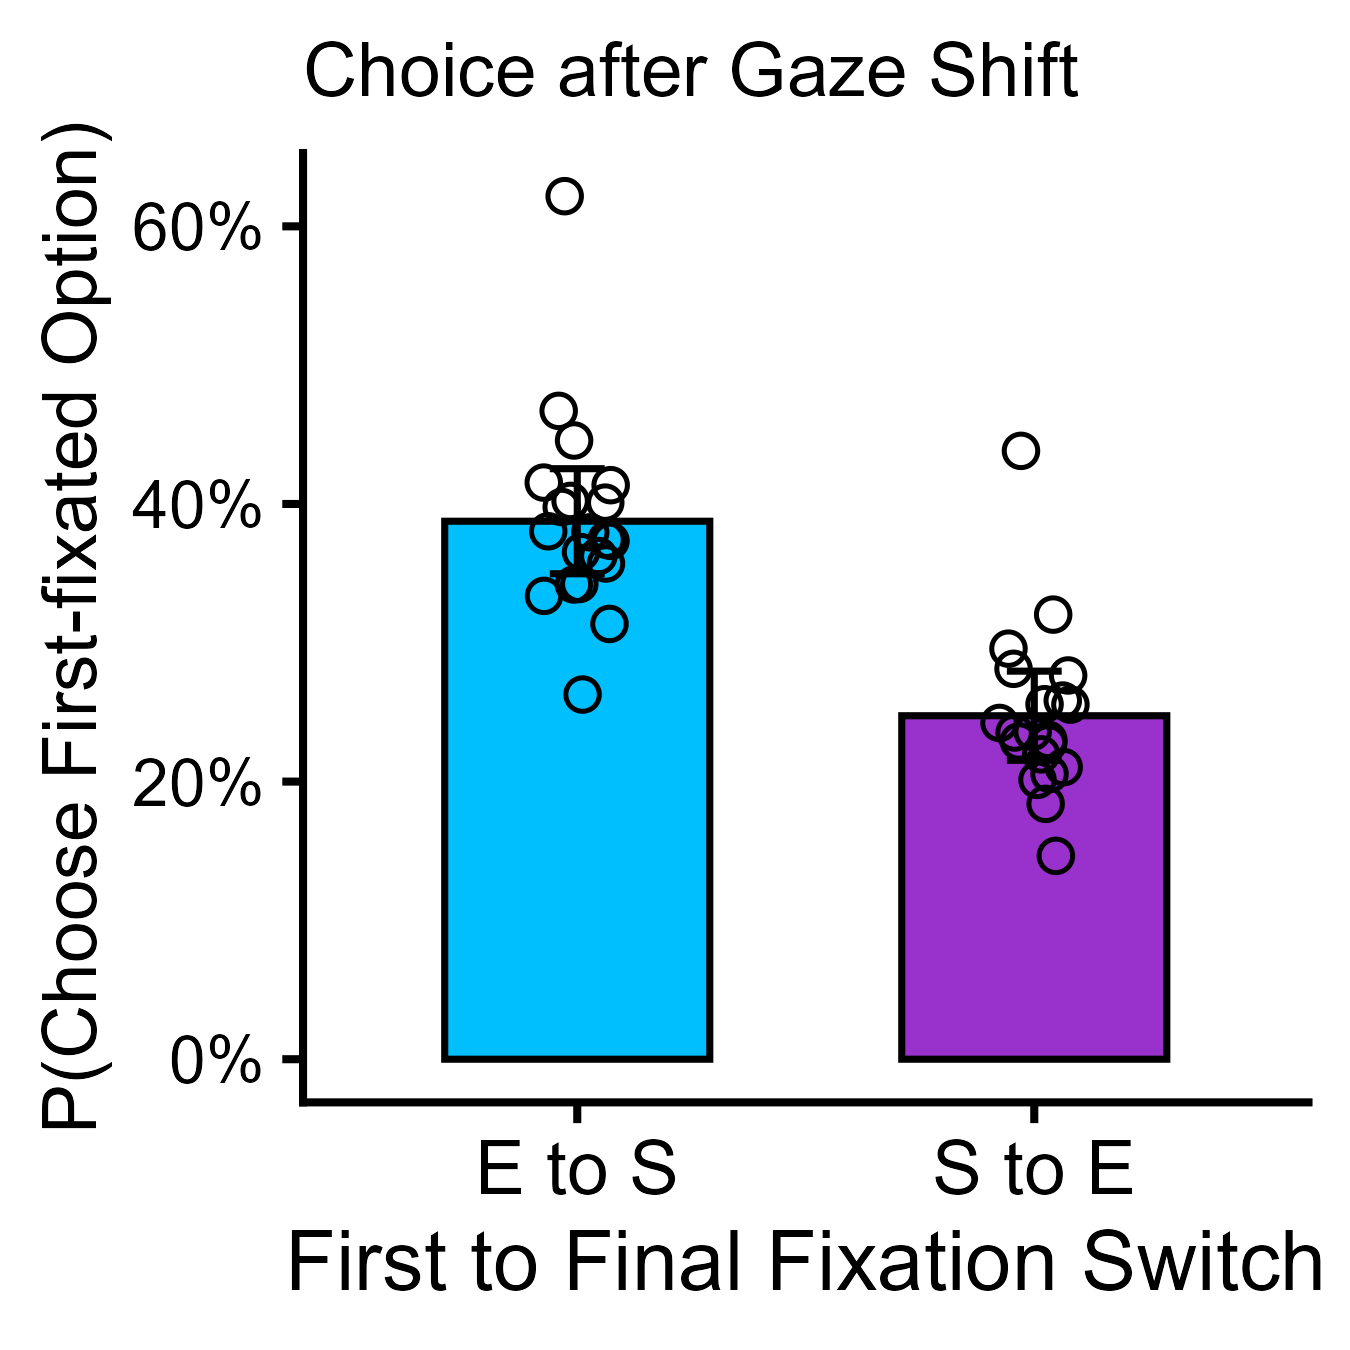 Choice after Gaze Shift
P(Choose First-fixated Option)
60%
40%
20%
0%
E to S
S to E
First to Final Fixation Switch